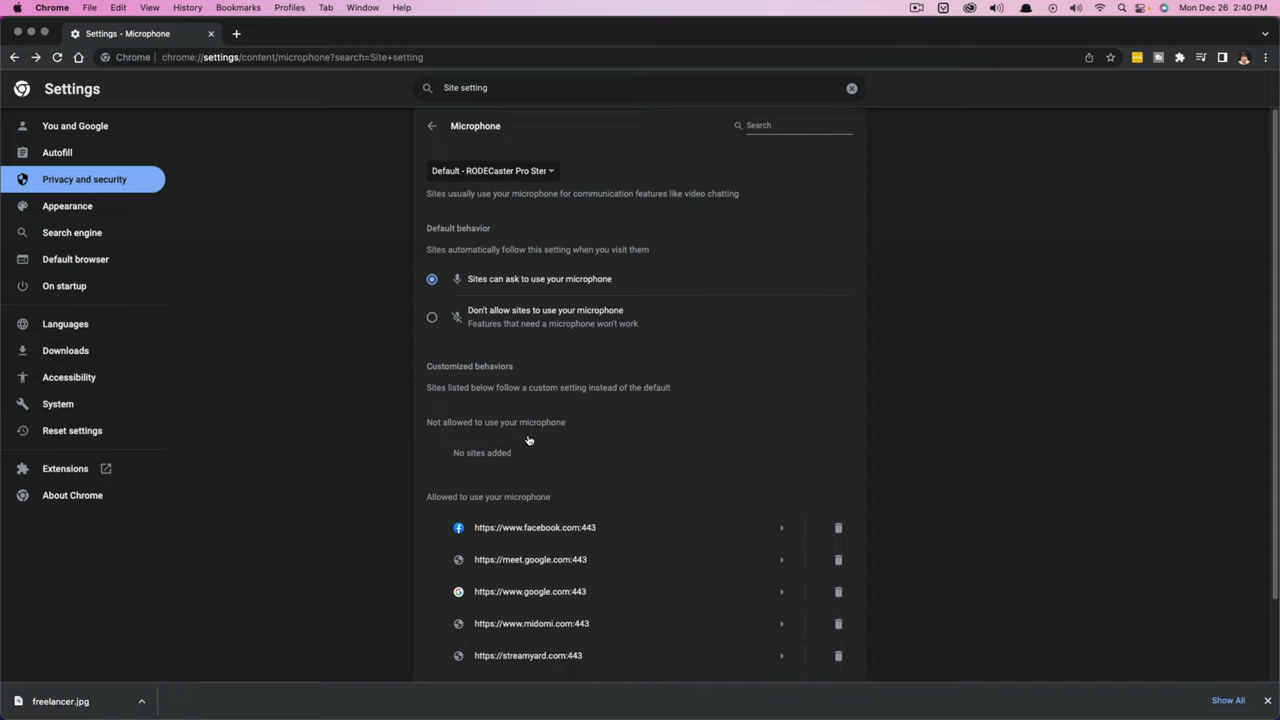 Chrome File Edit View History Bookmarks Profiles Tab Window Help Mon Dec 26 2:40 PM
Settings - Microphone
Chrome chrome://settings/content/microphone?search=Site+setting
Settings
Site setting
You and Google
Autofill
Privacy and security
Appearance
Search engine
Default browser
On startup
Languages
Downloads
Accessibility
System
Reset settings
Extensions
About Chrome
Microphone
Search
Default - RODECaster Pro Ster
Sites usually use your microphone for communication features like video chatting
Default behavior
Sites automatically follow this setting when you visit them
Sites can ask to use your microphone
Don't allow sites to use your microphone
Features that need a microphone won't work
Customized behaviors
Sites listed below follow a custom setting instead of the default
Not allowed to use your microphone
No sites added
Allowed to use your microphone
https://www.facebook.com:443
https://meet.google.com:443
https://www.google.com:443
https://www.midomi.com:443
https://streamyard.com:443
freelancer.jpg
Show All